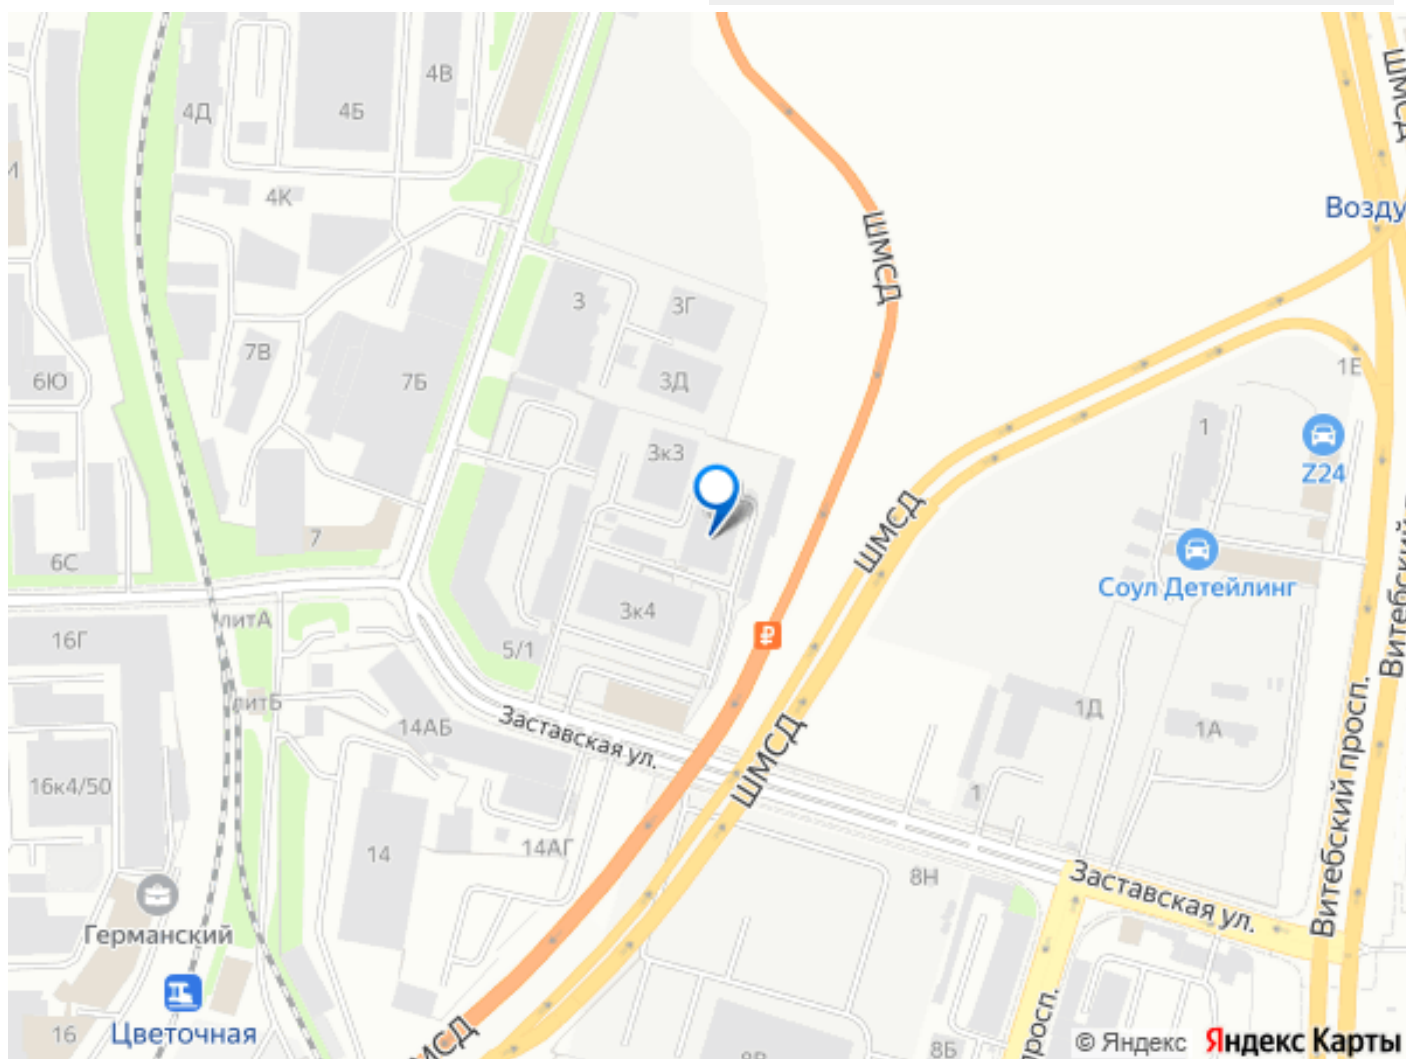 4В
4Б
4Д
ШМСД
4К
Возду
ШМСД
3
3Г
7В
6Ю
7Б
3Д
1Е
1
3к3
Z24
ШМСД
7
6С
Соул Детейлинг
Витебский
3к4
литА
16Г
5/1
₽
литБ
14АБ
Заставская ул.
1Д
1А
ШМСД
Витебский просп.
16к4/50
1
14
14АГ
8Н
Заставская ул.
Германский
просп.
16
Цветочная
МСД
8Б
© Яндекс
Яндекс Карты